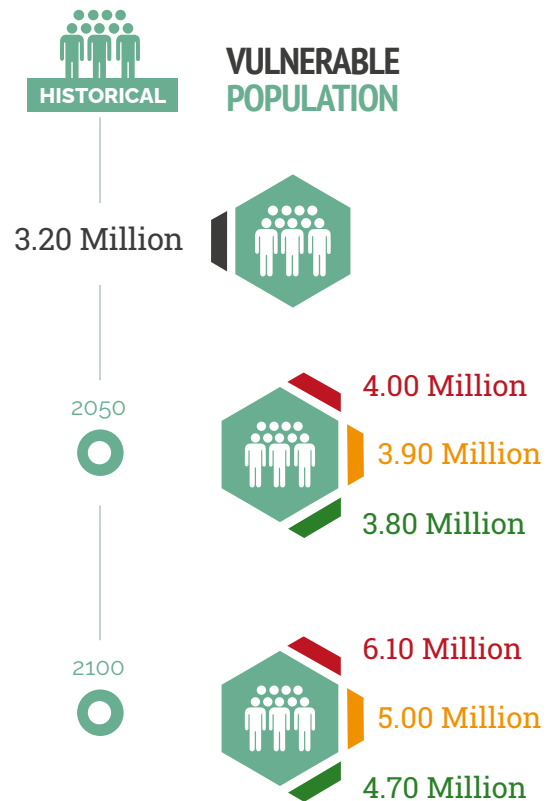 HISTORICAL
VULNERABLE
POPULATION
3.20 Million
2050
4.00 Million
3.90 Million
3.80 Million
2100
6.10 Million
5.00 Million
4.70 Million